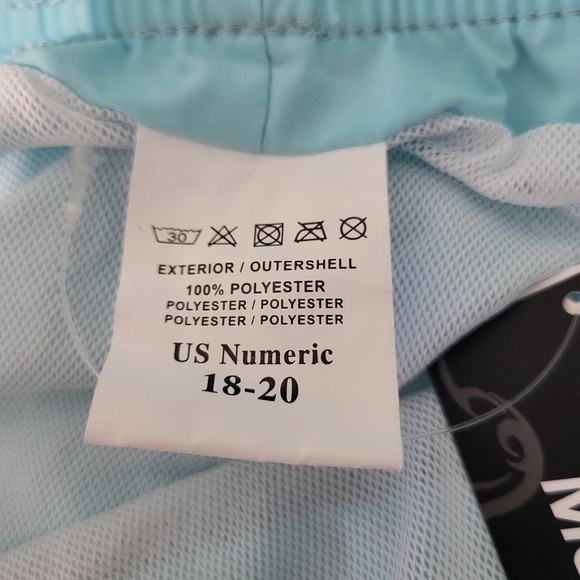 30
EXTERIOR / OUTERSHELL
100% POLYESTER
POLYESTER / POLYESTER
POLYESTER / POLYESTER
US Numeric
18-20